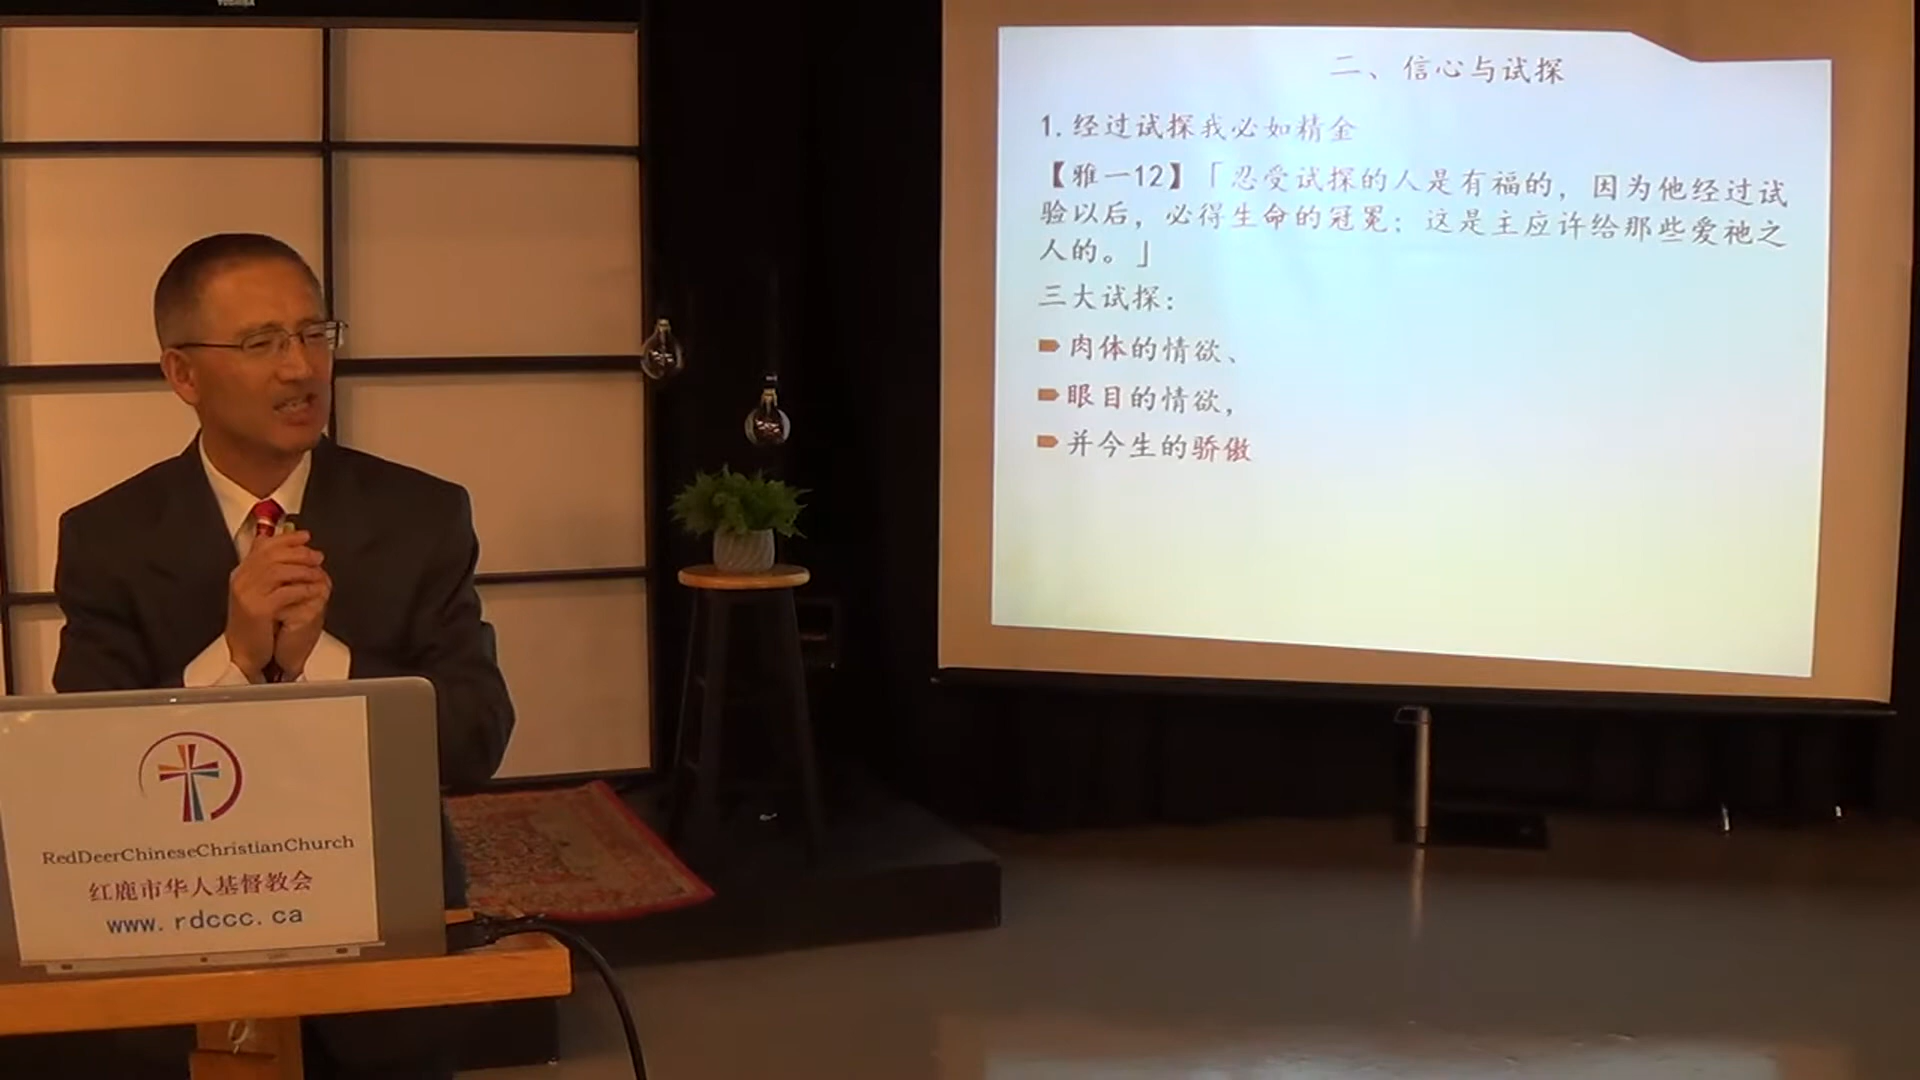 TOSHIBA
二、信心与试探
1. 经过试探我必如精金
【雅一12】「忍受试探的人是有福的，因为他经过试
验以后，必得生命的冠冕；这是主应许给那些爱祂之
人的。」
三大试探：
肉体的情欲、
眼目的情欲，
并今生的骄傲
RedDeerChineseChristianChurch
红鹿市华人基督教会
www.rdccc.ca